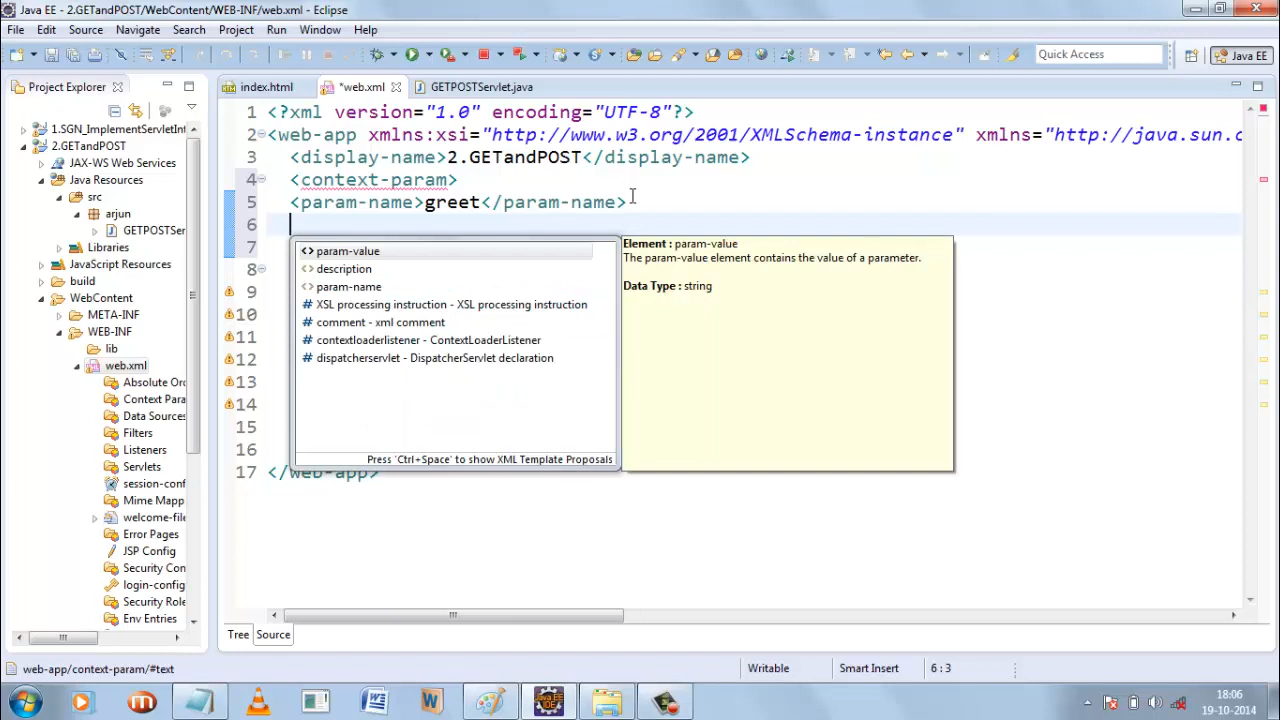 Java EE - 2.GETandPOST/WebContent/WEB-INF/web.xml - Eclipse
File Edit Source Navigate Search Project Run Window Help
Quick Access
Java EE
Project Explorer
index.html
*web.xml
GETPOSTServlet.java
1.SGN_ImplementServletInt
2.GETandPOST
JAX-WS Web Services
Java Resources
src
arjun
GETPOSTSer
Libraries
JavaScript Resources
build
WebContent
META-INF
WEB-INF
lib
web.xml
Absolute Orc
Context Para
Data Sources
Filters
Listeners
Servlets
session-conf
Mime Mapp
welcome-file
Error Pages
JSP Config
Security Con
login-config
Security Role
Env Entries
1 <?xml version="1.0" encoding="UTF-8"?>
2 <web-app xmlns:xsi="http://www.w3.org/2001/XMLSchema-instance" xmlns="http://java.sun.c
3 <display-name>2.GETandPOST</display-name>
4 <context-param>
5 <param-name>greet</param-name>
6
7
8
9
10
11
12
13
14
15
16
17 </web-app>
<> param-value
<> description
<> param-name
# XSL processing instruction - XSL processing instruction
# comment - xml comment
# contextloaderlistener - ContextLoaderListener
# dispatcherservlet - DispatcherServlet declaration
Press 'Ctrl+Space' to show XML Template Proposals
Element : param-value
The param-value element contains the value of a parameter.
Data Type : string
Tree Source
web-app/context-param/#text
Writable
Smart Insert
6 : 3
18:06
19-10-2014